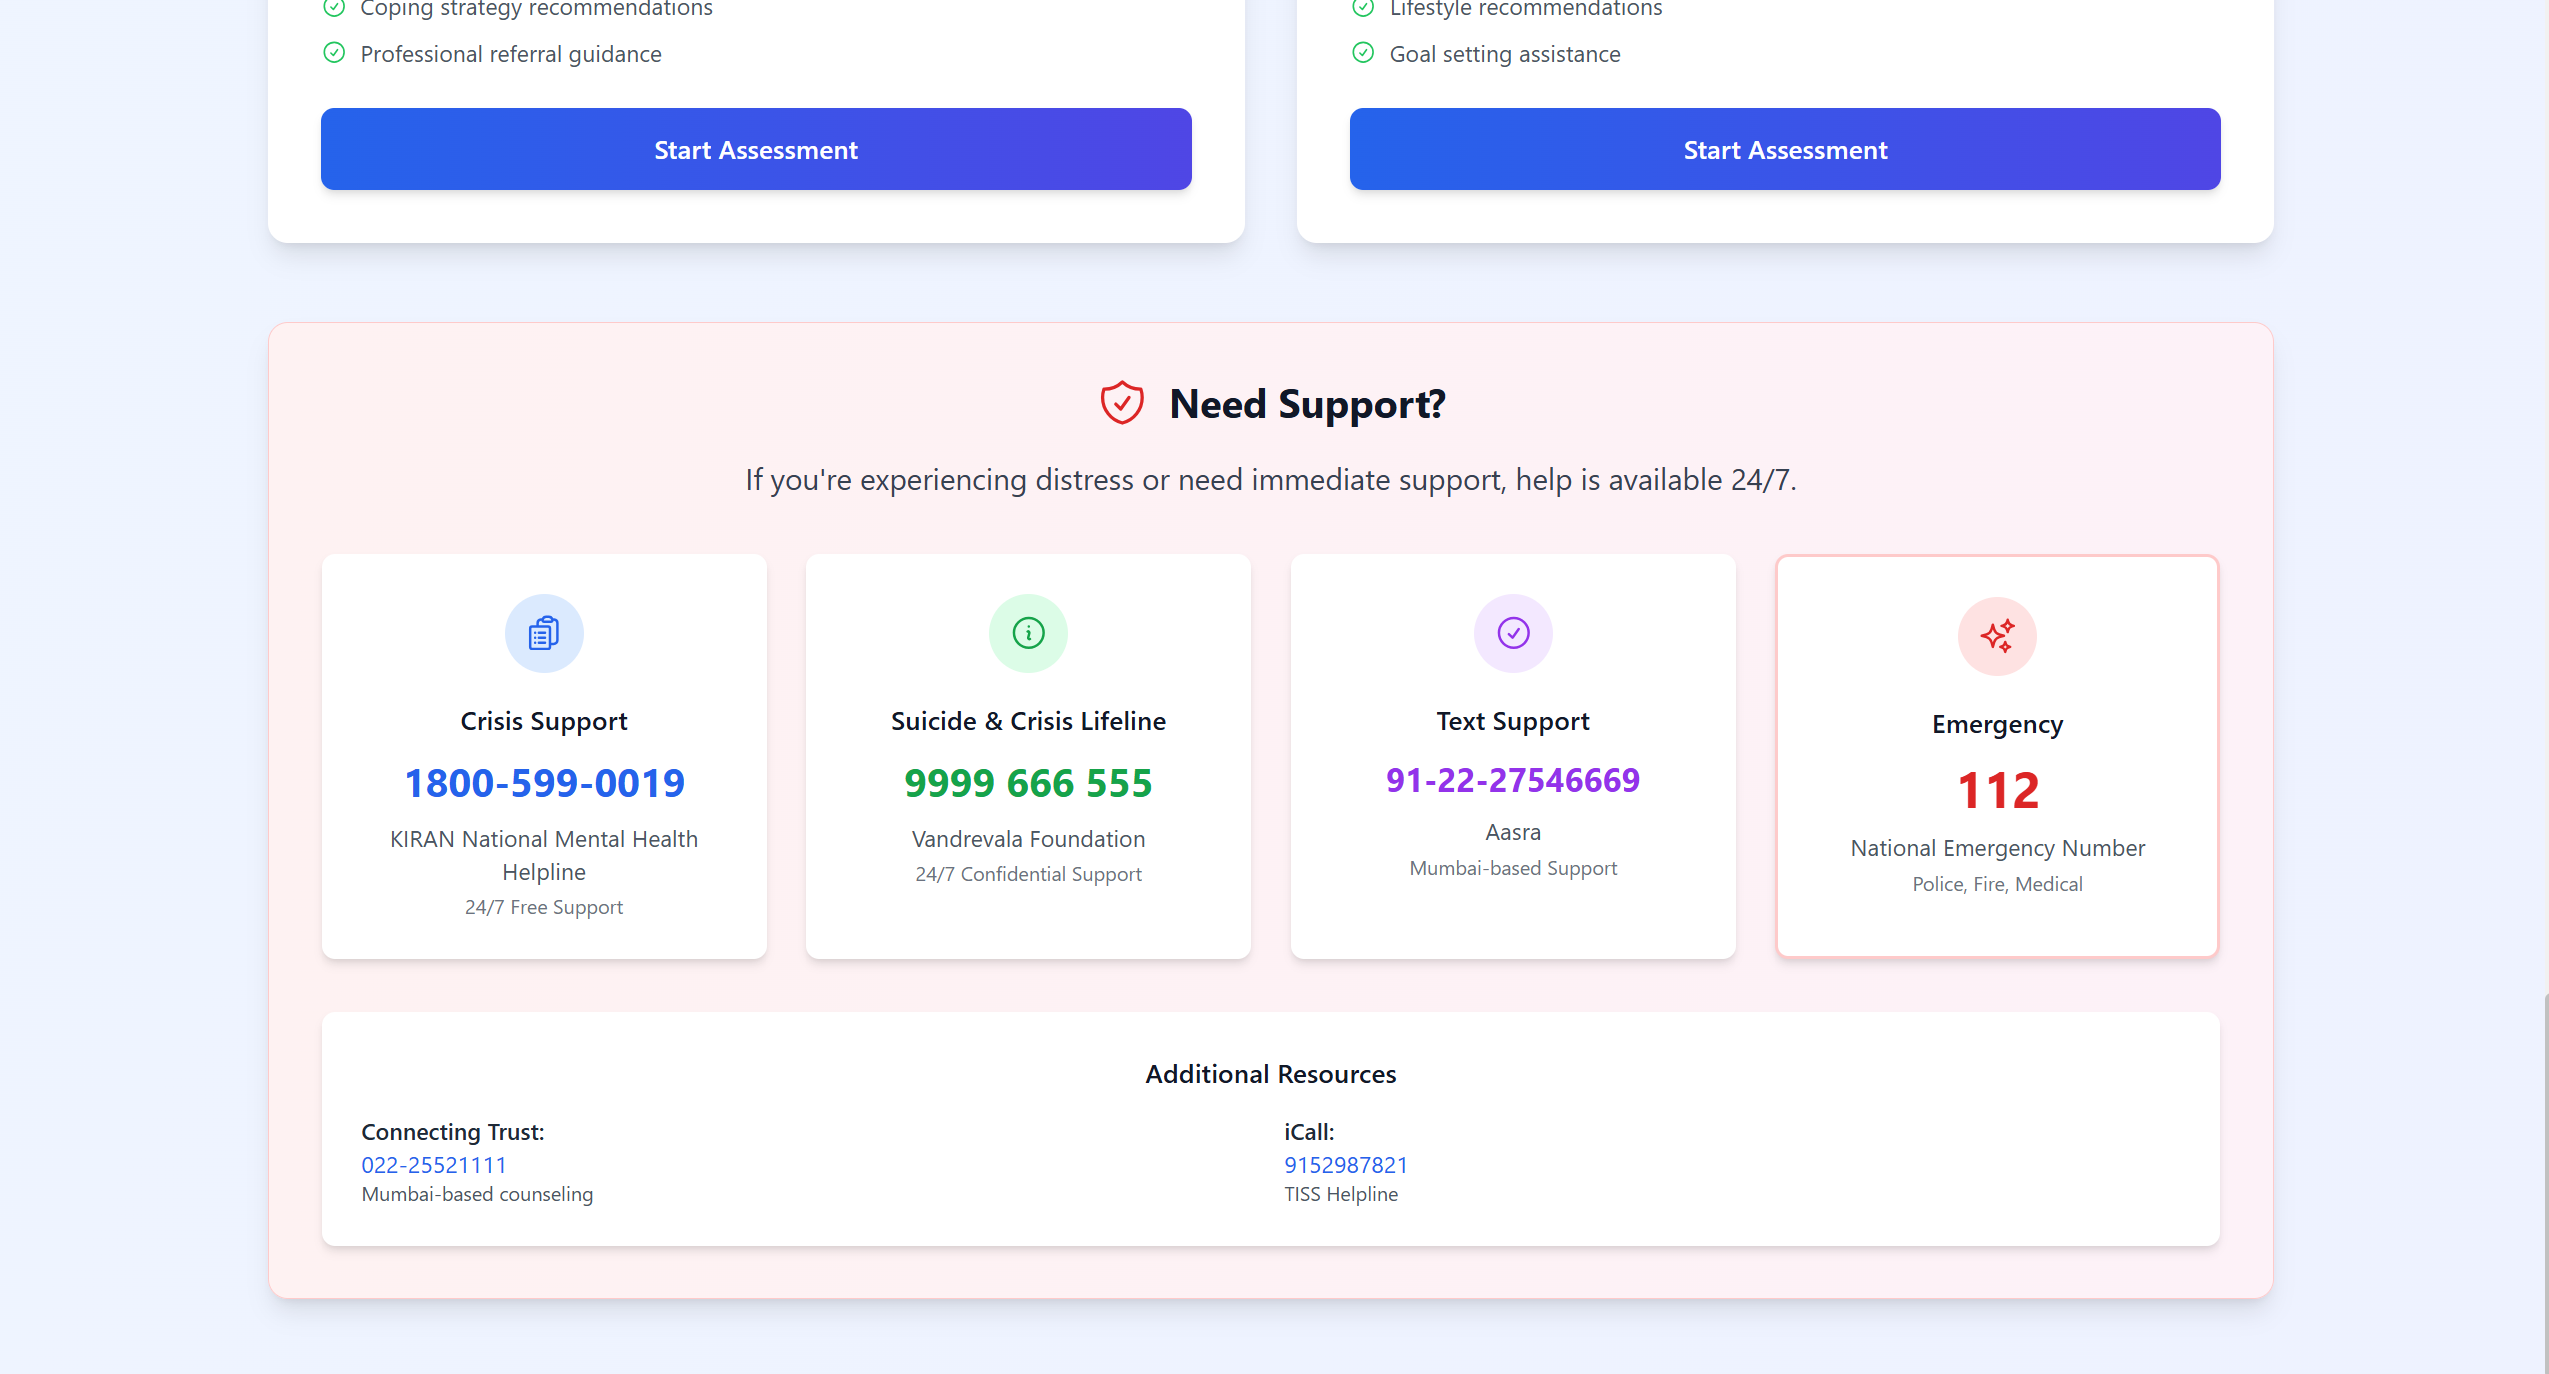 Coping strategy recommendations
Professional referral guidance
Start Assessment
Lifestyle recommendations
Goal setting assistance
Start Assessment
Need Support?
If you're experiencing distress or need immediate support, help is available 24/7.
Crisis Support
1800-599-0019
KIRAN National Mental Health
Helpline
24/7 Free Support
Suicide & Crisis Lifeline
9999 666 555
Vandrevala Foundation
24/7 Confidential Support
Text Support
91-22-27546669
Aasra
Mumbai-based Support
Emergency
112
National Emergency Number
Police, Fire, Medical
Additional Resources
Connecting Trust:
022-25521111
Mumbai-based counseling
iCall:
9152987821
TISS Helpline